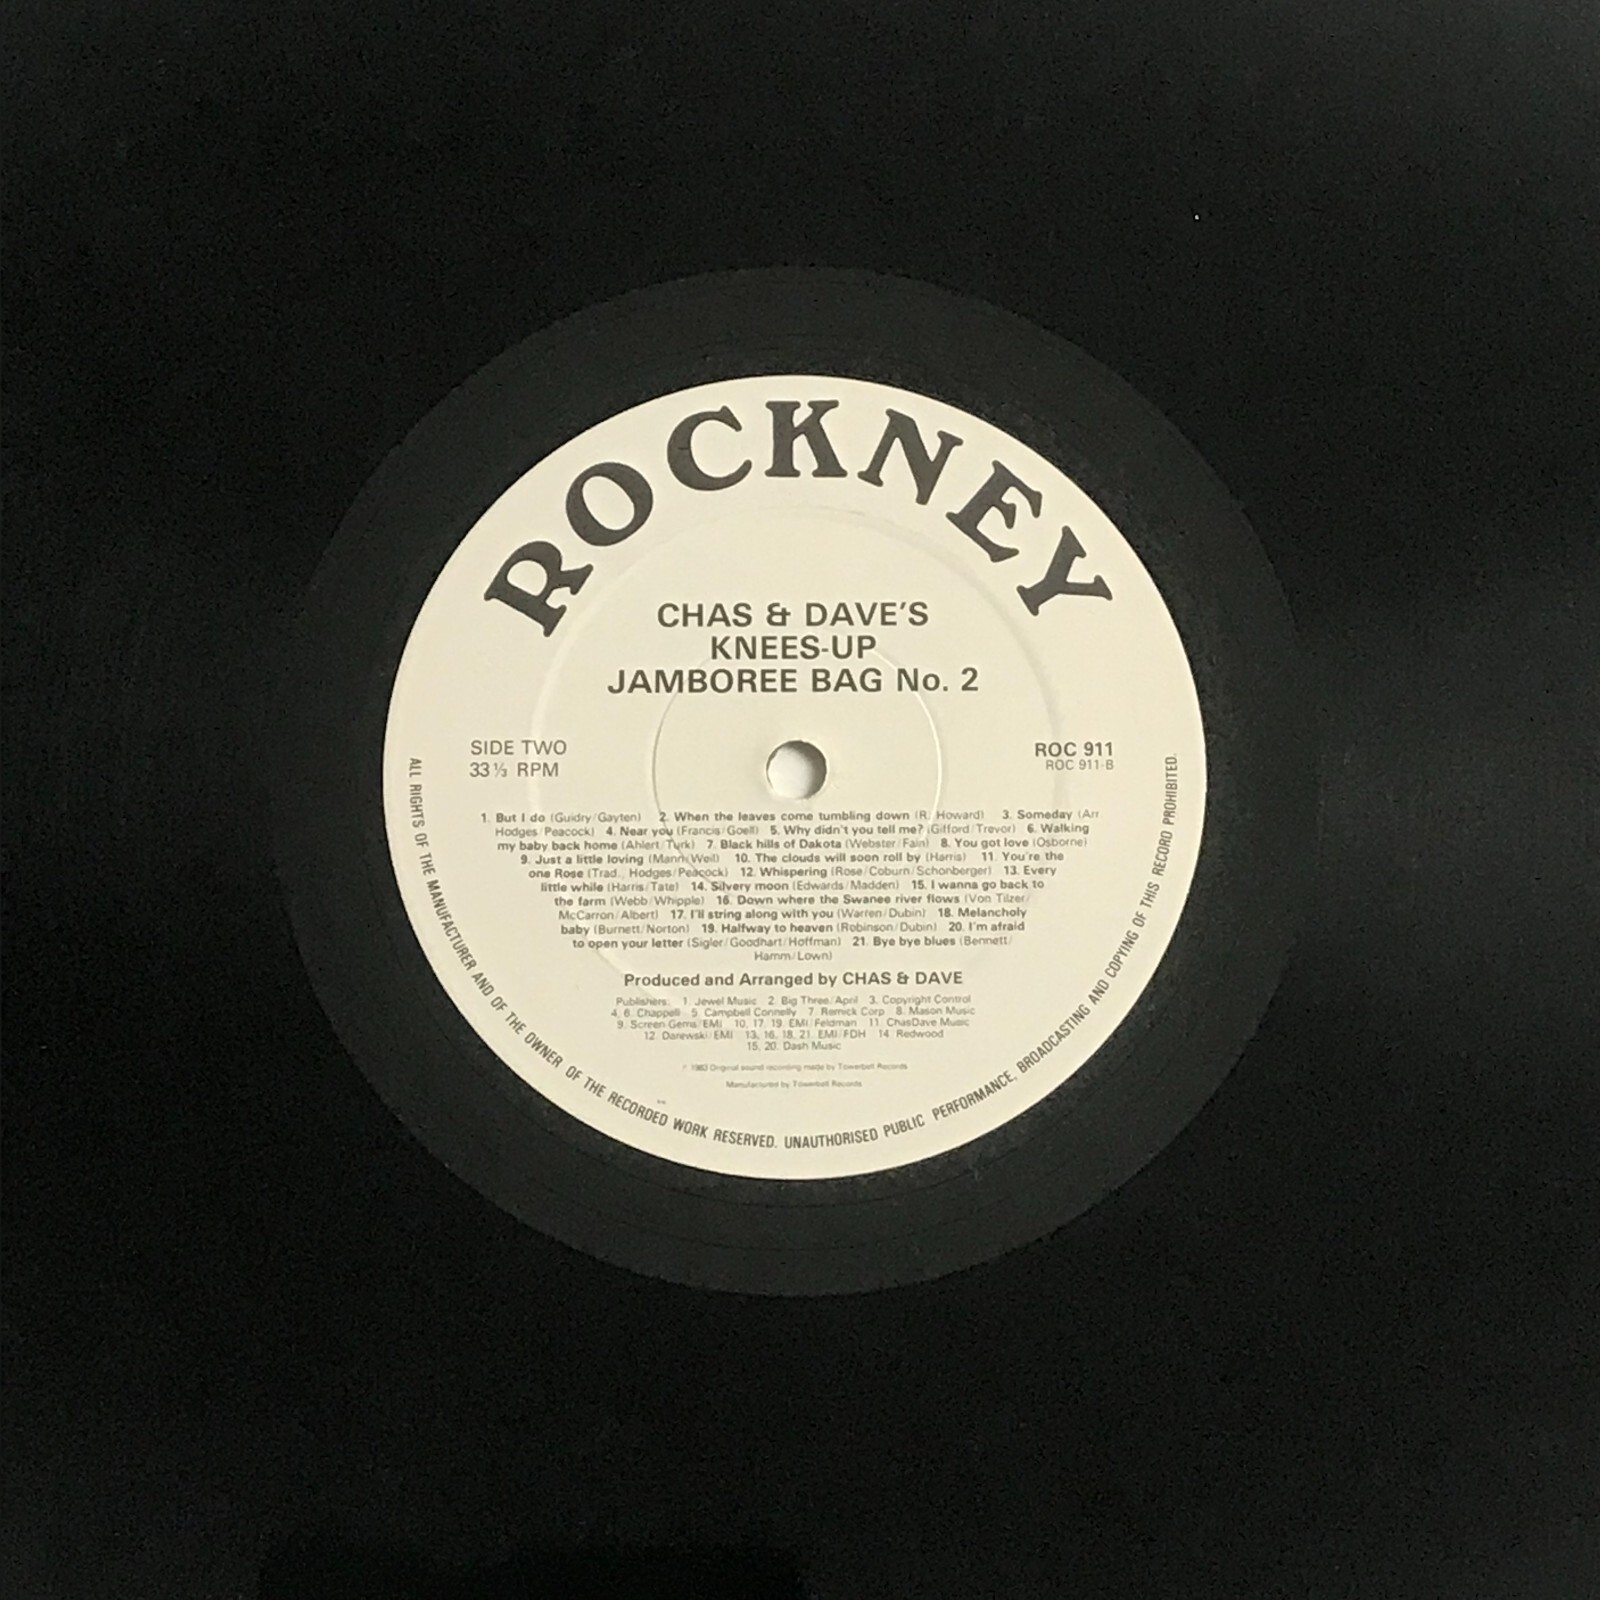 ROCKNEY
CHAS & DAVE'S
KNEES-UP
JAMBOREE BAG No. 2
SIDE TWO
33⅓ RPM
ROC 911
ROC 911-B
1. But I do (Guidry/Gayten) 2. When the leaves come tumbling down (R. Howard) 3. Someday (Arr.
Hodges/Peacock) 4. Near you (Francis/Goell) 5. Why didn't you tell me? (Gifford/Trevor) 6. Walking
my baby back home (Ahlert/Turk) 7. Black hills of Dakota (Webster/Fain) 8. You got love (Osborne)
9. Just a little loving (Mann/Weil) 10. The clouds will soon roll by (Harris) 11. You're the
one Rose (Trad., Hodges/Peacock) 12. Whispering (Rose/Coburn/Schonberger) 13. Every
little while (Harris/Tate) 14. Silvery moon (Edwards/Madden) 15. I wanna go back to
the farm (Webb/Whipple) 16. Down where the Swanee river flows (Von Tilzer/
McCarron/Albert) 17. I'll string along with you (Warren/Dubin) 18. Melancholy
baby (Burnett/Norton) 19. Halfway to heaven (Robinson/Dubin) 20. I'm afraid
to open your letter (Sigler/Goodhart/Hoffman) 21. Bye bye blues (Bennett/
Hamm/Lown)
Produced and Arranged by CHAS & DAVE
Publishers: 1. Jewel Music 2. Big Three/April 3. Copyright Control
4, 6. Chappell 5. Campbell Connelly 7. Remick Corp 8. Mason Music
9. Screen Gems/EMI 10, 17, 19. EMI/Feldman 11. ChasDave Music
12. Darewski/EMI 13, 16, 18, 21. EMI/FDH 14. Redwood
15, 20. Dash Music
℗ 1983 Original sound recording made by Towerbell Records
Manufactured by Towerbell Records
ALL RIGHTS OF THE MANUFACTURER AND OF THE OWNER OF THE RECORDED WORK RESERVED. UNAUTHORISED PUBLIC PERFORMANCE, BROADCASTING AND COPYING OF THIS RECORD PROHIBITED.